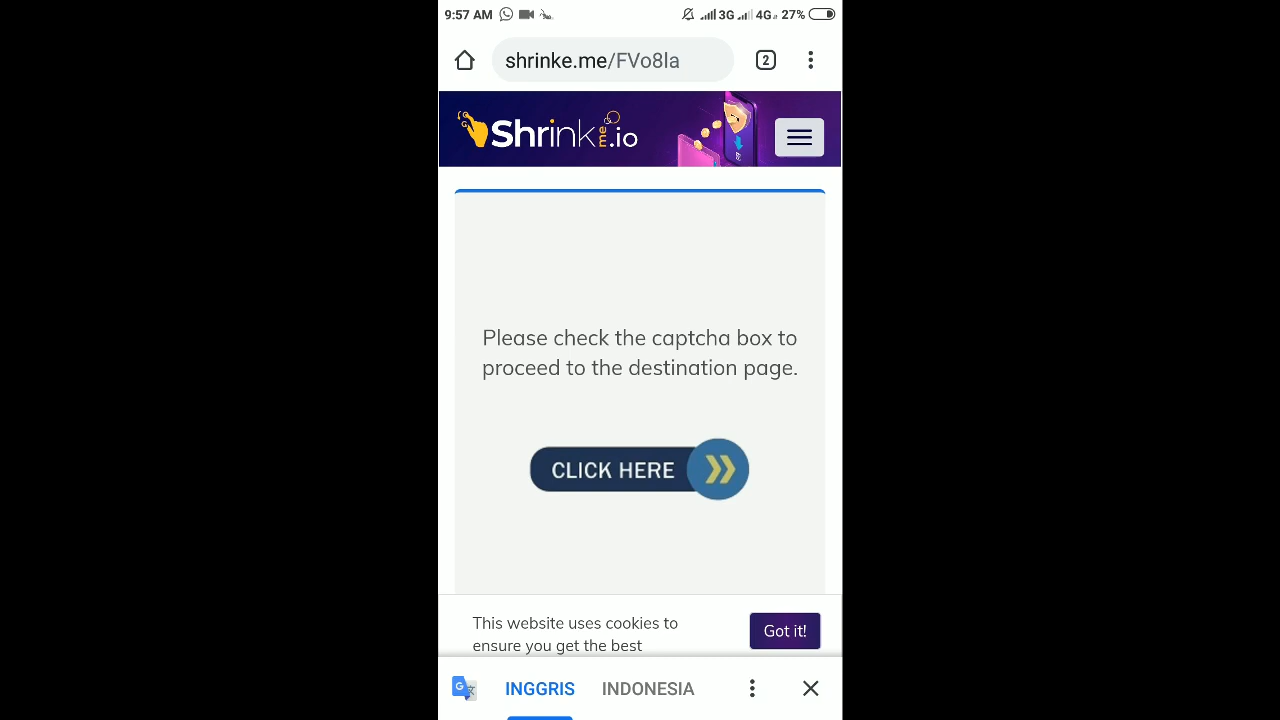 9:57 AM 3G 4G 27%
shrinke.me/FVo8la 2
Shrinkme.io
Please check the captcha box to
proceed to the destination page.
CLICK HERE
This website uses cookies to
ensure you get the best
Got it!
INGGRIS INDONESIA